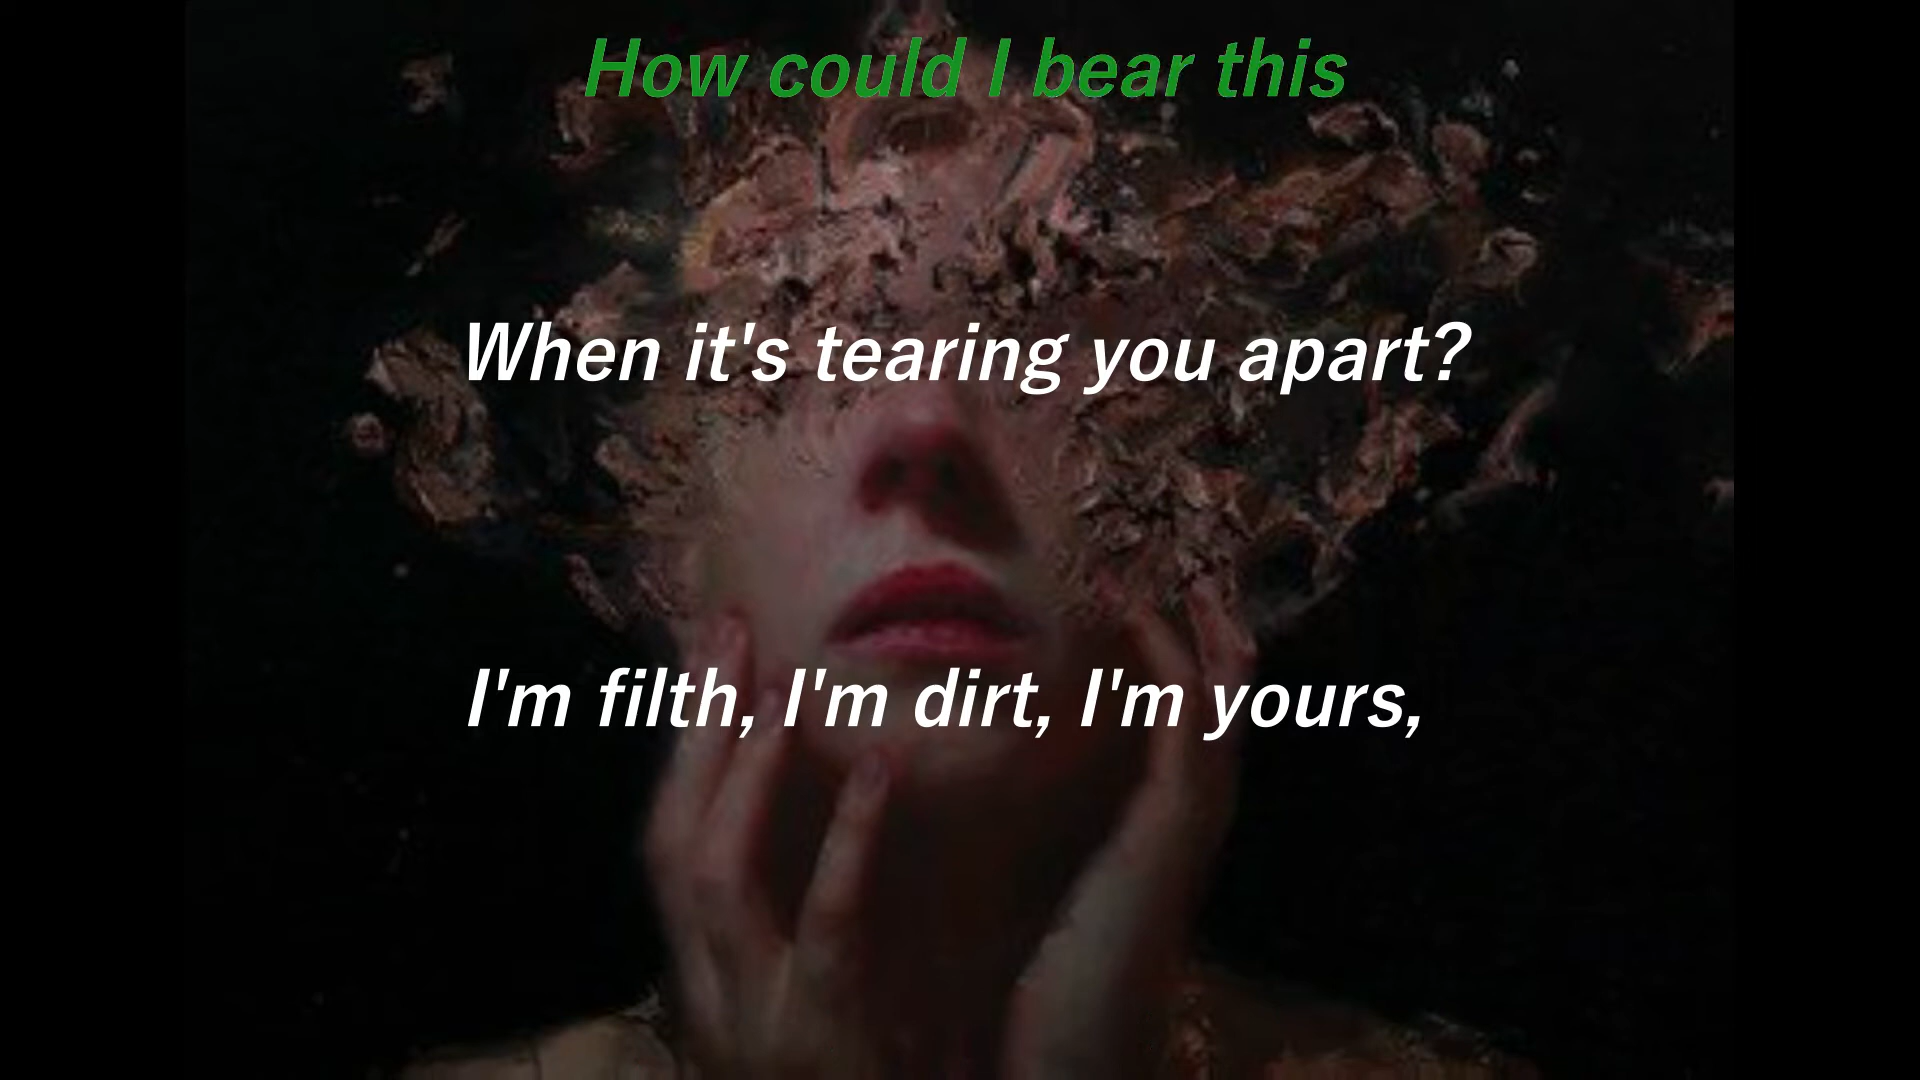 How could I bear this
When it's tearing you apart?
I'm filth, I'm dirt, I'm yours,